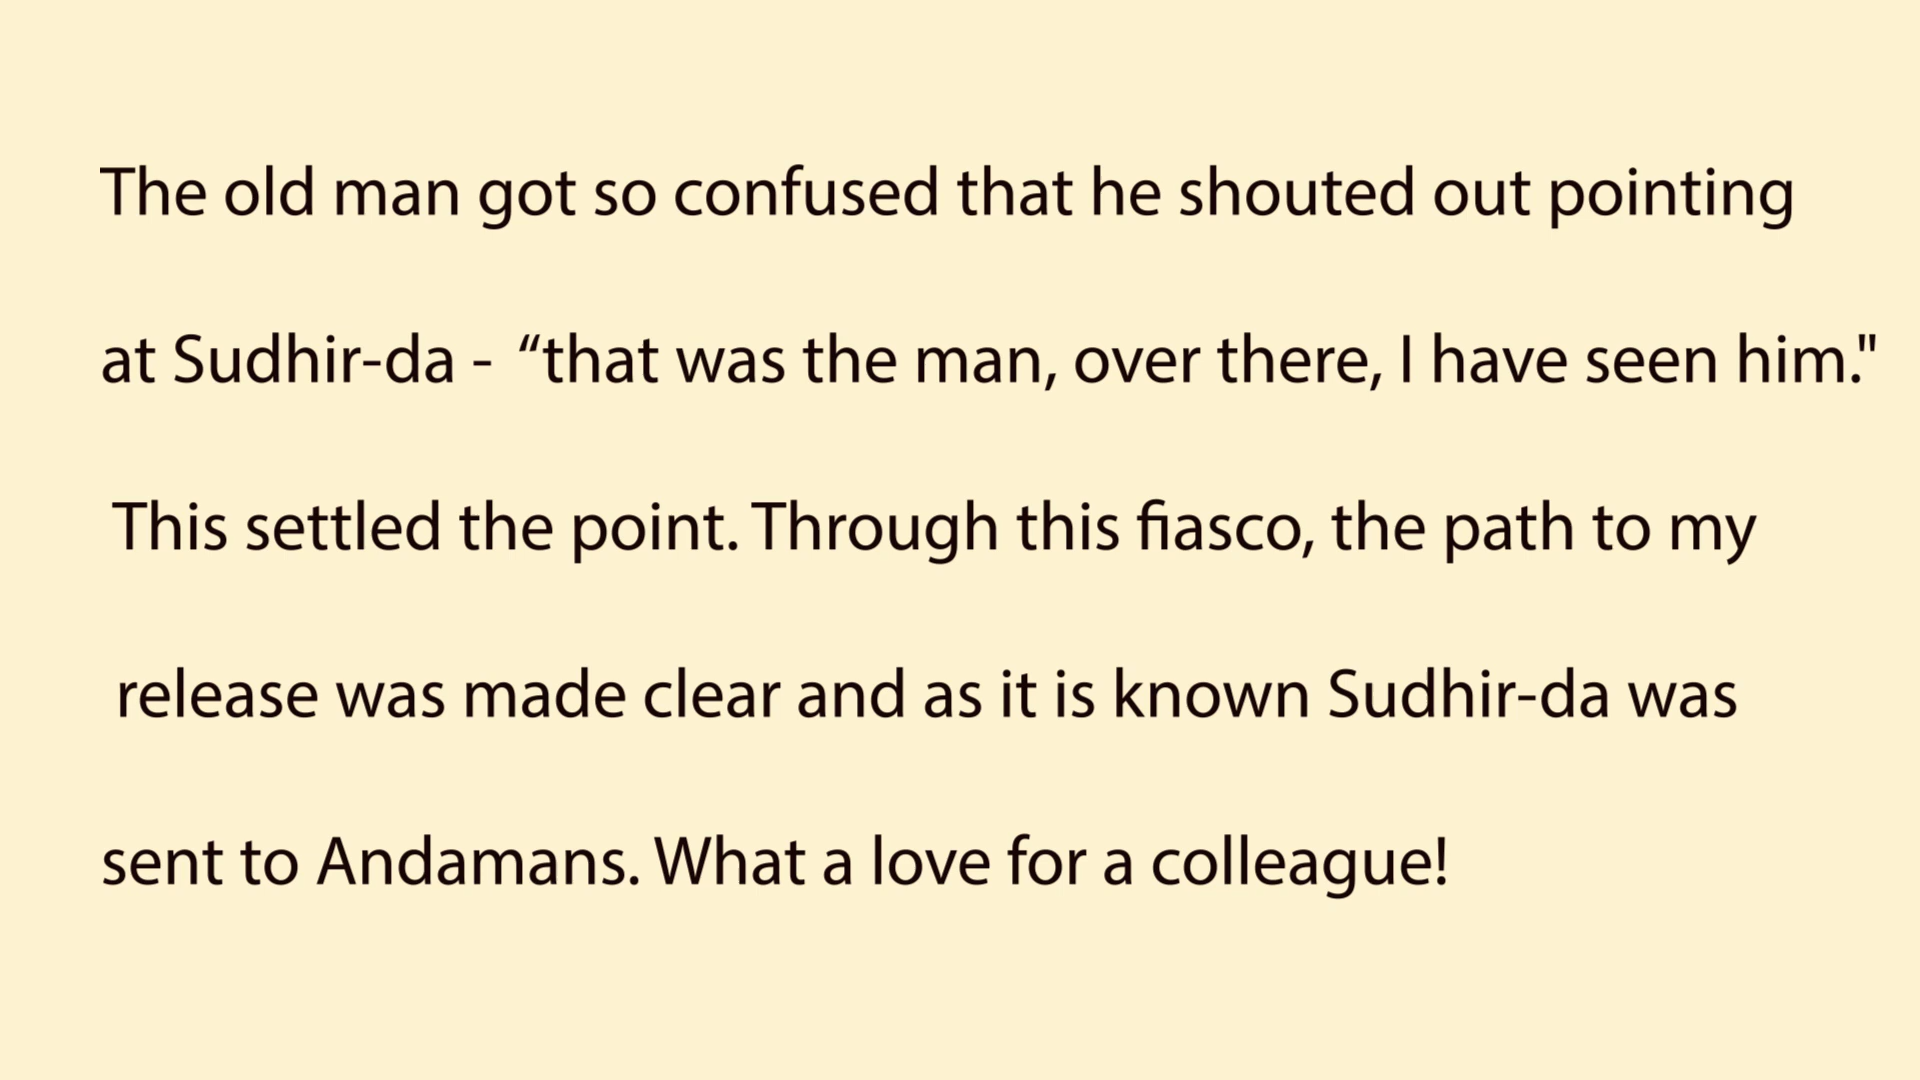 The old man got so confused that he shouted out pointing
at Sudhir-da - “that was the man, over there, I have seen him."
This settled the point. Through this fiasco, the path to my
release was made clear and as it is known Sudhir-da was
sent to Andamans. What a love for a colleague!